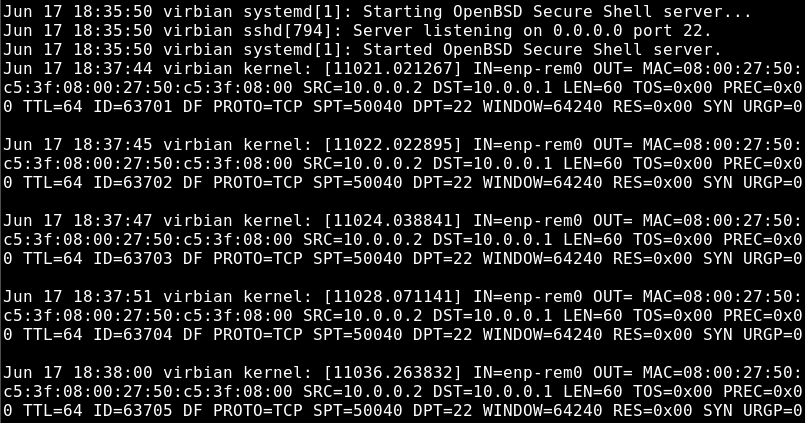 Jun 17 18:35:50 virbian systemd[1]: Starting OpenBSD Secure Shell server...
Jun 17 18:35:50 virbian sshd[794]: Server listening on 0.0.0.0 port 22.
Jun 17 18:35:50 virbian systemd[1]: Started OpenBSD Secure Shell server.
Jun 17 18:37:44 virbian kernel: [11021.021267] IN=enp-rem0 OUT= MAC=08:00:27:50:
c5:3f:08:00:27:50:c5:3f:08:00 SRC=10.0.0.2 DST=10.0.0.1 LEN=60 TOS=0x00 PREC=0x0
0 TTL=64 ID=63701 DF PROTO=TCP SPT=50040 DPT=22 WINDOW=64240 RES=0x00 SYN URGP=0
Jun 17 18:37:45 virbian kernel: [11022.022895] IN=enp-rem0 OUT= MAC=08:00:27:50:
c5:3f:08:00:27:50:c5:3f:08:00 SRC=10.0.0.2 DST=10.0.0.1 LEN=60 TOS=0x00 PREC=0x0
0 TTL=64 ID=63702 DF PROTO=TCP SPT=50040 DPT=22 WINDOW=64240 RES=0x00 SYN URGP=0
Jun 17 18:37:47 virbian kernel: [11024.038841] IN=enp-rem0 OUT= MAC=08:00:27:50:
c5:3f:08:00:27:50:c5:3f:08:00 SRC=10.0.0.2 DST=10.0.0.1 LEN=60 TOS=0x00 PREC=0x0
0 TTL=64 ID=63703 DF PROTO=TCP SPT=50040 DPT=22 WINDOW=64240 RES=0x00 SYN URGP=0
Jun 17 18:37:51 virbian kernel: [11028.071141] IN=enp-rem0 OUT= MAC=08:00:27:50:
c5:3f:08:00:27:50:c5:3f:08:00 SRC=10.0.0.2 DST=10.0.0.1 LEN=60 TOS=0x00 PREC=0x0
0 TTL=64 ID=63704 DF PROTO=TCP SPT=50040 DPT=22 WINDOW=64240 RES=0x00 SYN URGP=0
Jun 17 18:38:00 virbian kernel: [11036.263832] IN=enp-rem0 OUT= MAC=08:00:27:50:
c5:3f:08:00:27:50:c5:3f:08:00 SRC=10.0.0.2 DST=10.0.0.1 LEN=60 TOS=0x00 PREC=0x0
0 TTL=64 ID=63705 DF PROTO=TCP SPT=50040 DPT=22 WINDOW=64240 RES=0x00 SYN URGP=0